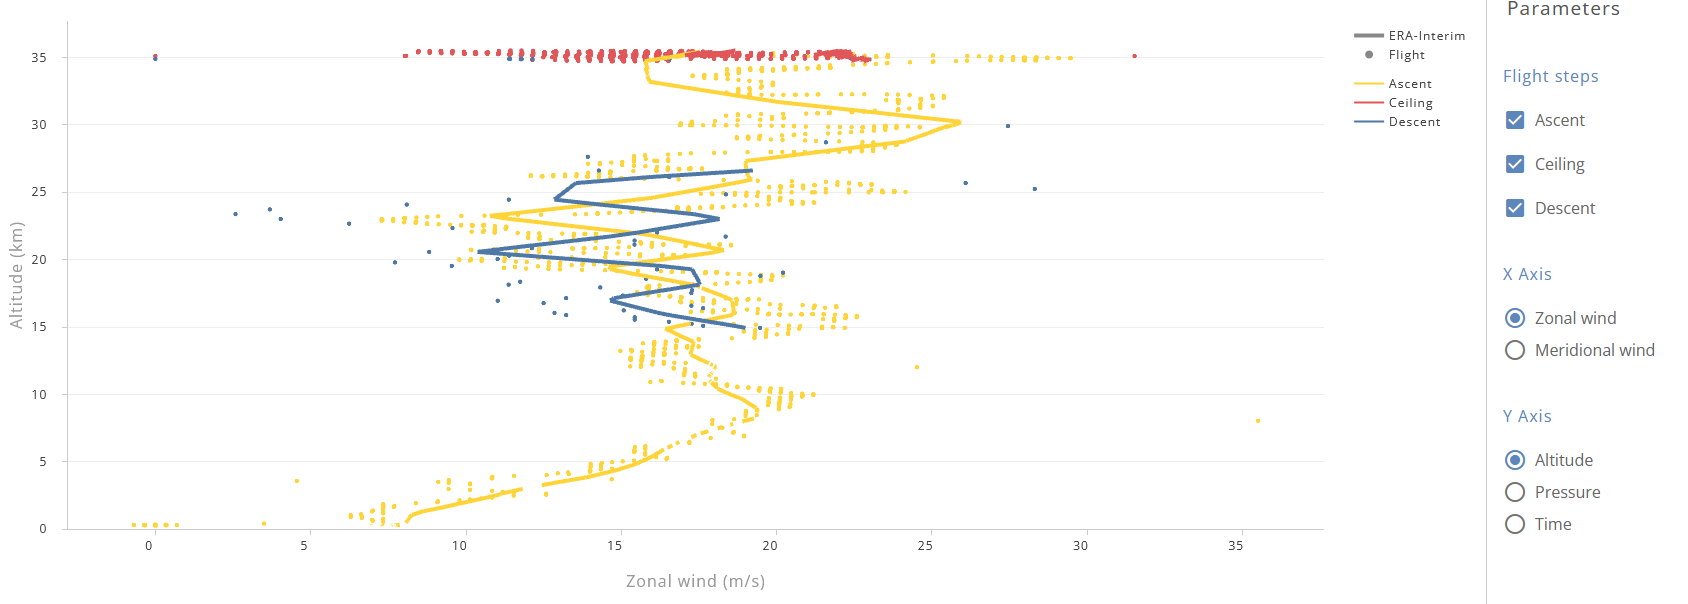 Parameters
ERA-Interim
Flight
Ascent
Ceiling
Descent
Flight steps
Ascent
Ceiling
Descent
X Axis
Zonal wind
Meridional wind
Y Axis
Altitude
Pressure
Time
Altitude (km)
35
30
25
20
15
10
5
0
0 5 10 15 20 25 30 35
Zonal wind (m/s)